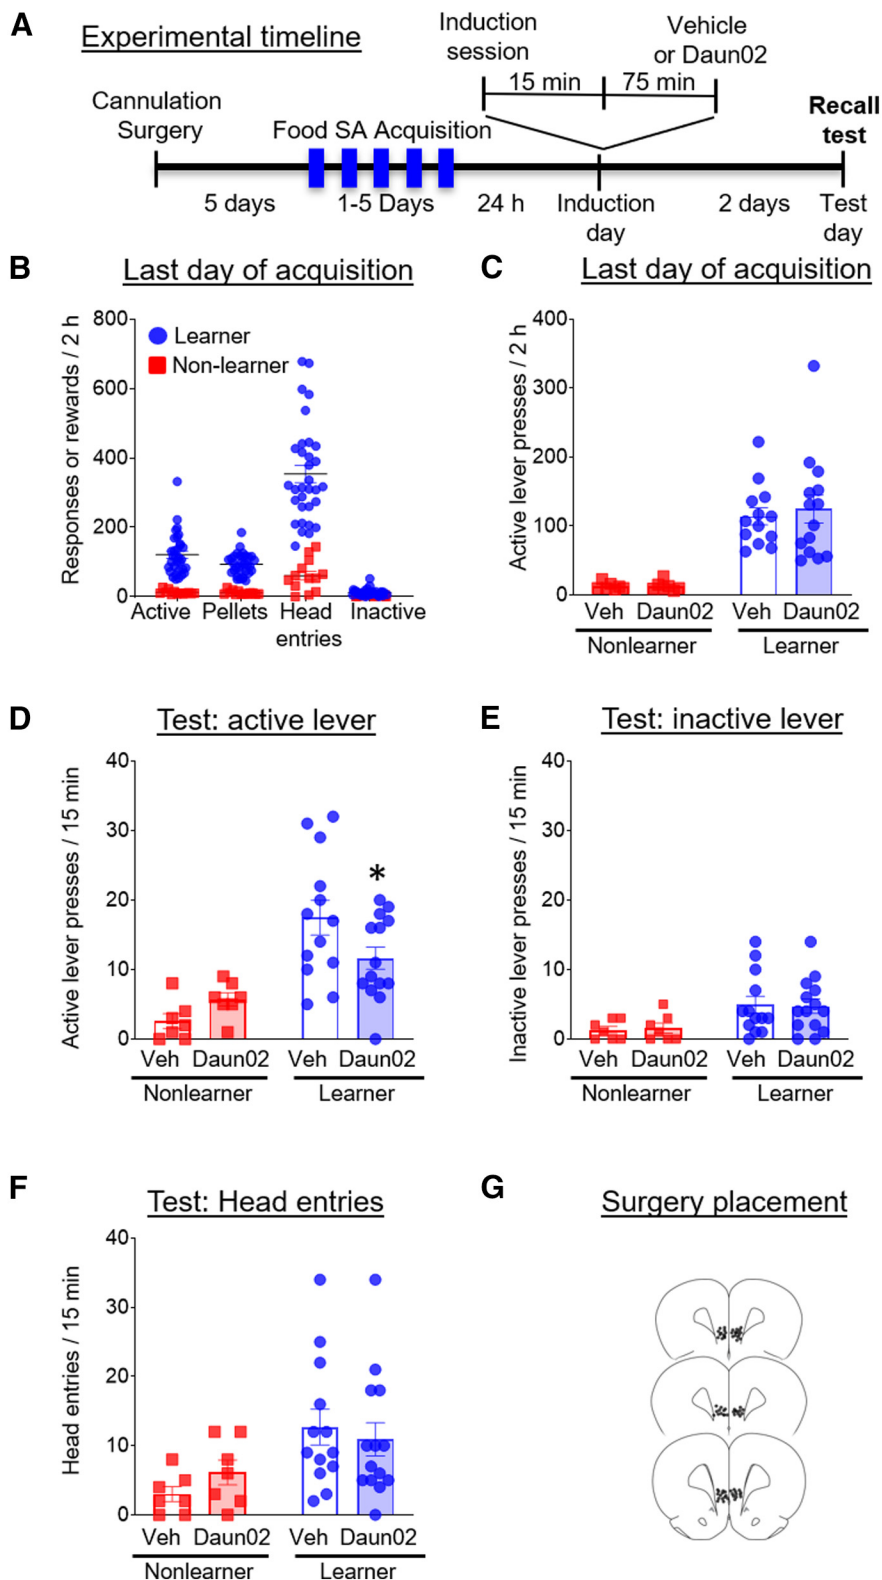 A
Experimental timeline
Induction
session
Vehicle
or Daun02
15 min
75 min
Cannulation
Surgery
Food SA Acquisition
Recall
test
5 days
1-5 Days
24 h
Induction
day
2 days
Test
day
B
Last day of acquisition
Responses or rewards / 2 h
800
600
400
200
0
Learner
Non-learner
Active
Pellets
Head
entries
Inactive
C
Last day of acquisition
Active lever presses / 2 h
400
300
200
100
0
Veh
Daun02
Veh
Daun02
Nonlearner
Learner
D
Test: active lever
Active lever presses / 15 min
40
30
20
10
0
*
Veh
Daun02
Veh
Daun02
Nonlearner
Learner
E
Test: inactive lever
Inactive lever presses / 15 min
40
30
20
10
0
Veh
Daun02
Veh
Daun02
Nonlearner
Learner
F
Test: Head entries
Head entries / 15 min
40
30
20
10
0
Veh
Daun02
Veh
Daun02
Nonlearner
Learner
G
Surgery placement